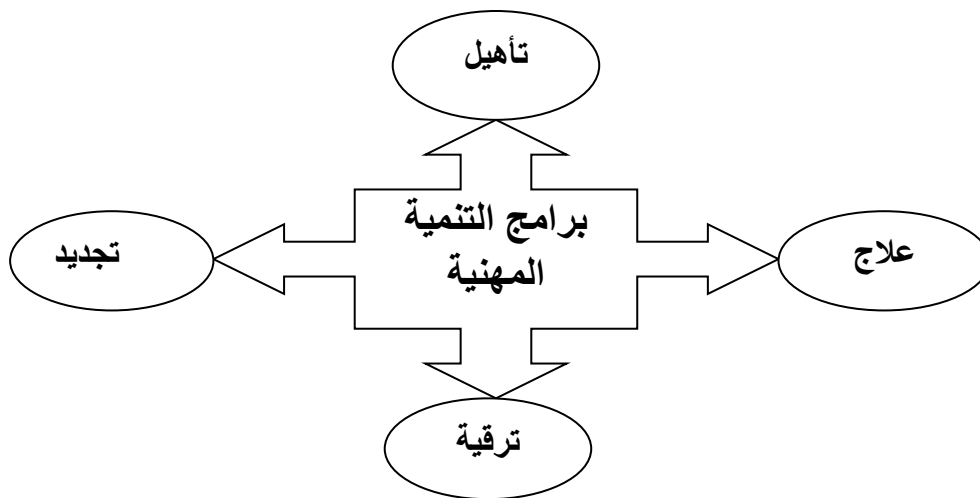 تأهيل
برامج التنمية
المهنية
علاج
تجديد
ترقية